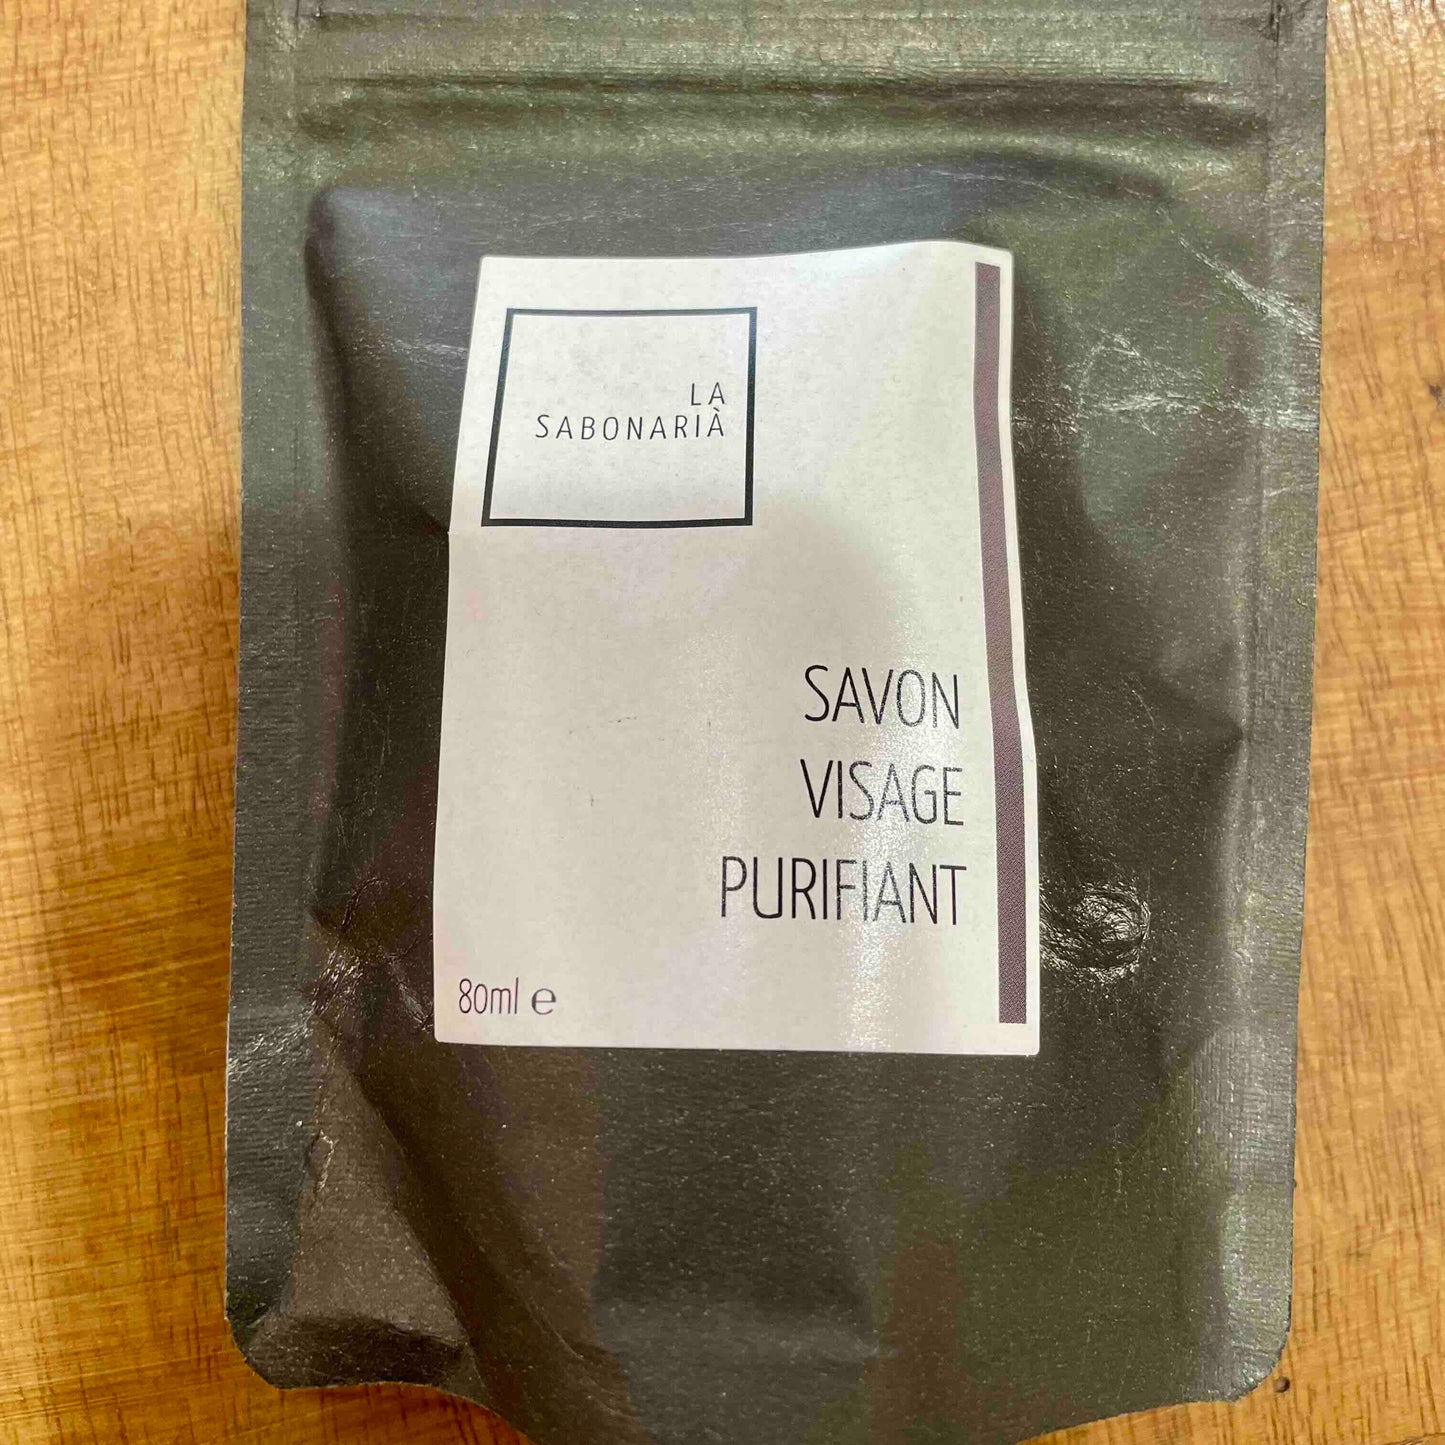 LA
SABONARIÀ
SAVON
VISAGE
PURIFIANT
80ml ℮